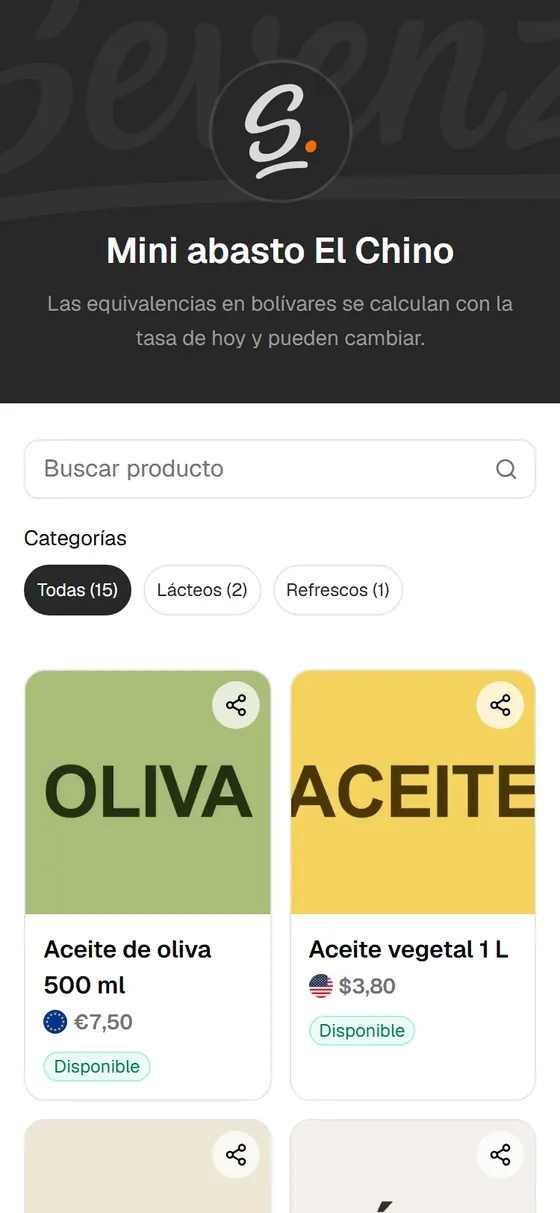 Sevenz
S.
Mini abasto El Chino
Las equivalencias en bolívares se calculan con la
tasa de hoy y pueden cambiar.
Buscar producto
Categorías
Todas (15)
Lácteos (2)
Refrescos (1)
OLIVA
ACEITE
Aceite de oliva
500 ml
€7,50
Disponible
Aceite vegetal 1 L
$3,80
Disponible